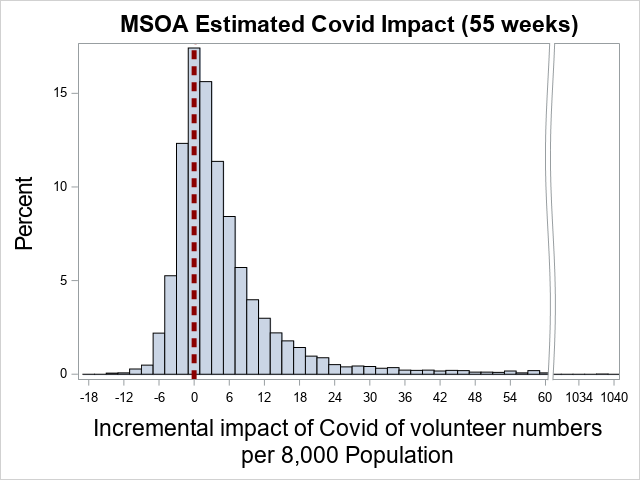 MSOA Estimated Covid Impact (55 weeks)
Percent
15
10
5
0
-18 -12 -6 0 6 12 18 24 30 36 42 48 54 60 1034 1040
Incremental impact of Covid of volunteer numbers
per 8,000 Population